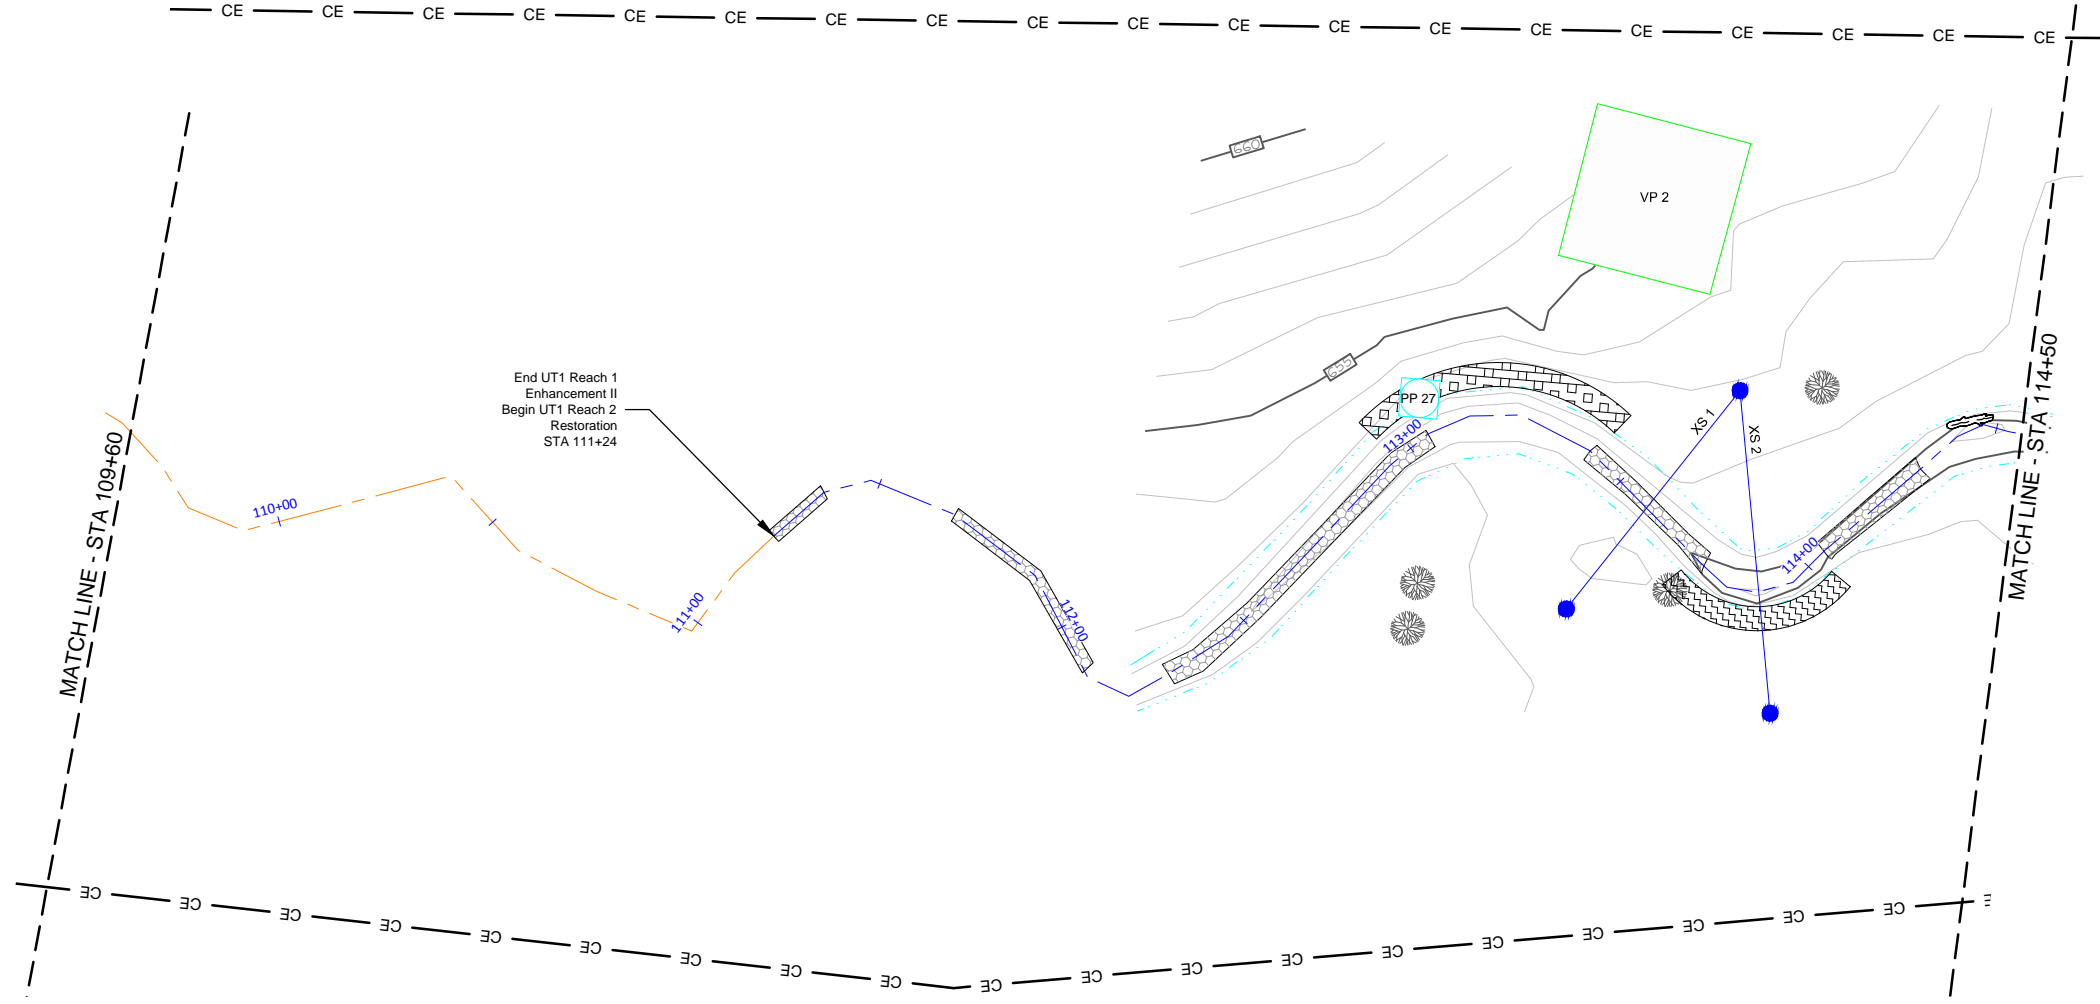 CE CE CE CE CE CE CE CE CE CE CE CE CE CE CE CE CE CE CE
660
VP 2
655
MATCH LINE - STA 114+50
End UT1 Reach 1
Enhancement II
Begin UT1 Reach 2
Restoration
STA 111+24
PP 27
XS 1
XS 2
113+00
MATCH LINE - STA 109+60
110+00
114+00
111+00
112+00
CE CE CE CE CE CE CE CE CE CE CE CE CE CE CE CE CE CE CE E